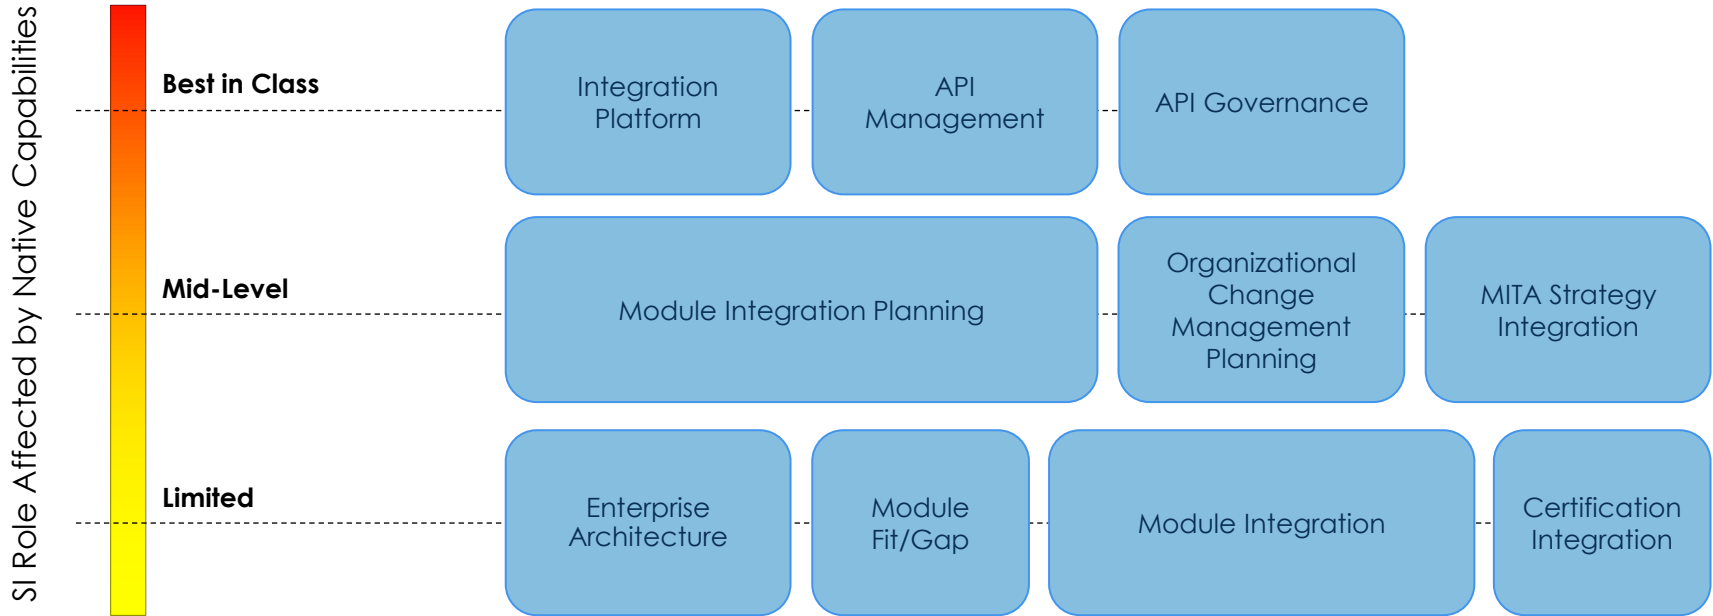 SI Role Affected by Native Capabilities
Best in Class
Integration
Platform
API
Management
API Governance
Mid-Level
Module Integration Planning
Organizational
Change
Management
Planning
MITA Strategy
Integration
Limited
Enterprise
Architecture
Module
Fit/Gap
Module Integration
Certification
Integration